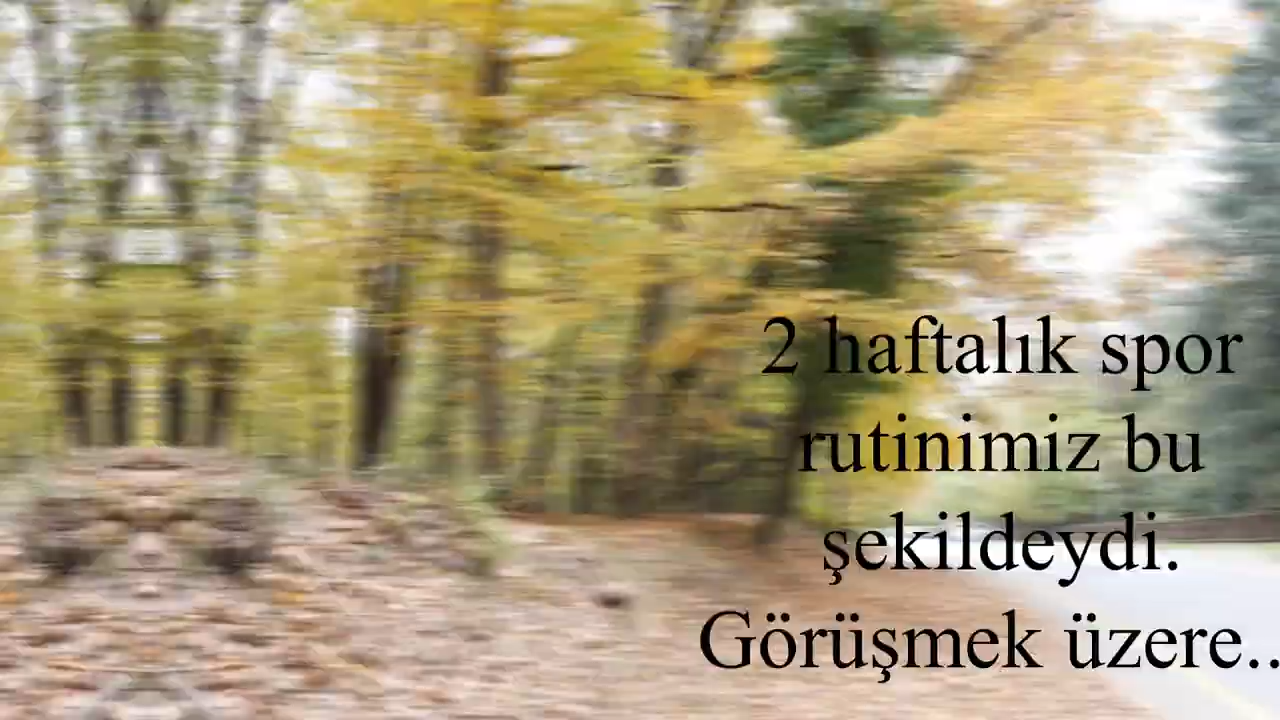 2 haftalık spor
rutinimiz bu
şekildeydi.
Görüşmek üzere..